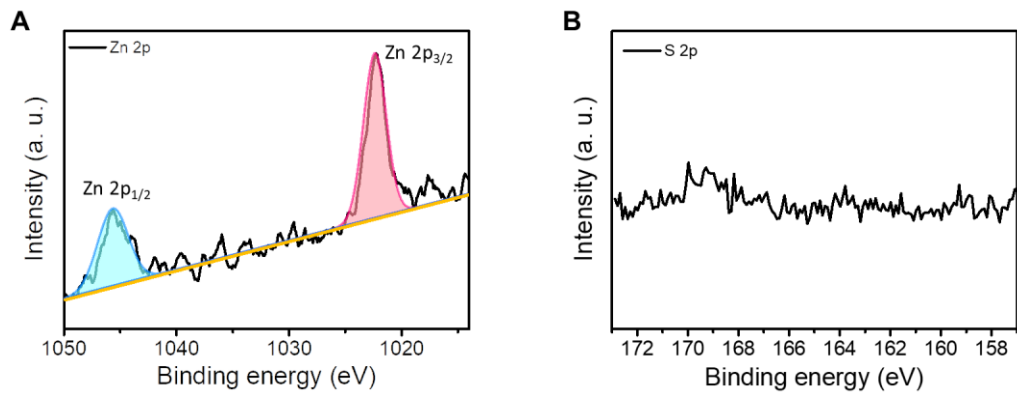 A
Zn 2p
Zn 2p3/2
Zn 2p1/2
Intensity (a. u.)
1050 1040 1030 1020
Binding energy (eV)
B
S 2p
Intensity (a. u.)
172 170 168 166 164 162 160 158
Binding energy (eV)